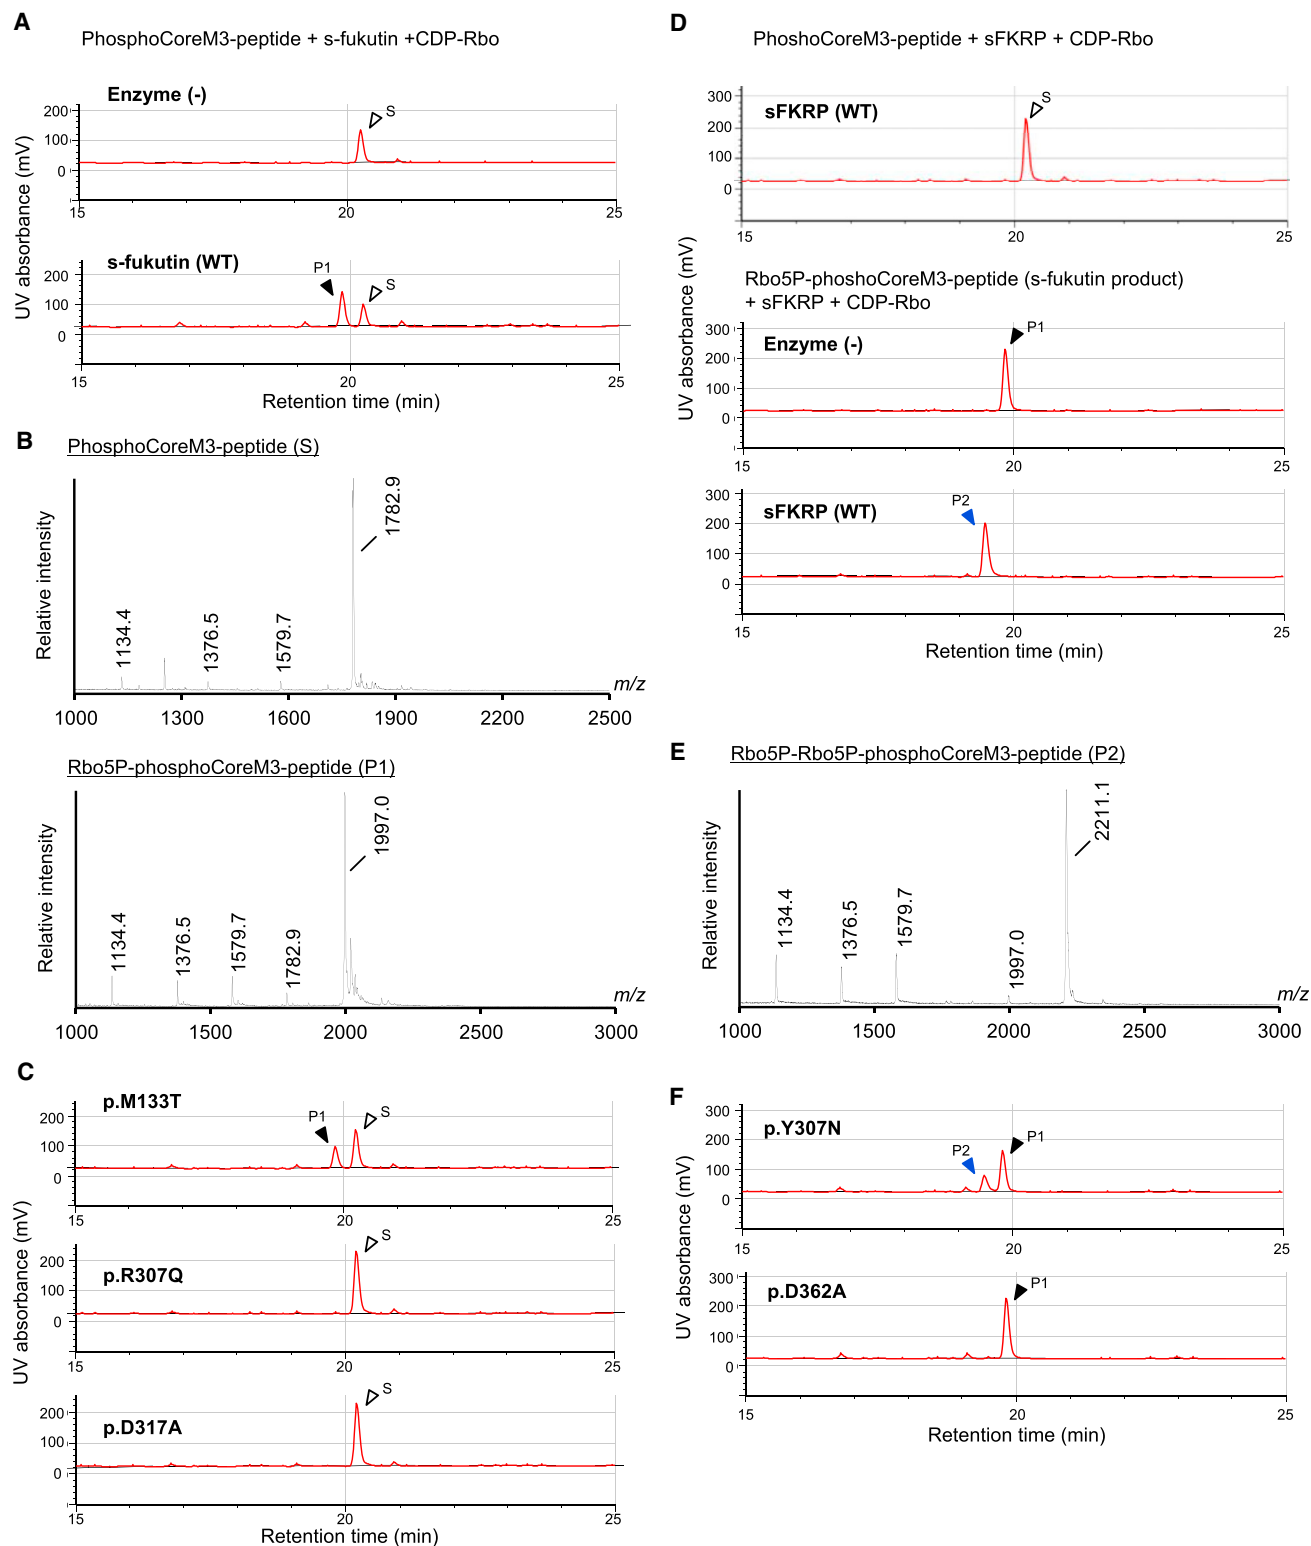 A
PhosphoCoreM3-peptide + s-fukutin +CDP-Rbo
Enzyme (-)
S
200
100
0
15
20
25
s-fukutin (WT)
P1
S
200
100
0
15
20
25
UV absorbance (mV)
Retention time (min)
B
PhosphoCoreM3-peptide (S)
Relative intensity
1134.4
1376.5
1579.7
1782.9
m/z
1000
1300
1600
1900
2200
2500
Rbo5P-phosphoCoreM3-peptide (P1)
Relative intensity
1134.4
1376.5
1579.7
1782.9
1997.0
m/z
1000
1500
2000
2500
3000
C
p.M133T
P1
S
200
100
0
15
20
25
p.R307Q
S
200
100
0
15
20
25
p.D317A
S
200
100
0
15
20
25
UV absorbance (mV)
Retention time (min)
D
PhoshoCoreM3-peptide + sFKRP + CDP-Rbo
sFKRP (WT)
S
300
200
100
0
15
20
25
Rbo5P-phoshoCoreM3-peptide (s-fukutin product)
+ sFKRP + CDP-Rbo
Enzyme (-)
P1
300
200
100
0
15
20
25
sFKRP (WT)
P2
300
200
100
0
15
20
25
UV absorbance (mV)
Retention time (min)
E
Rbo5P-Rbo5P-phosphoCoreM3-peptide (P2)
Relative intensity
1134.4
1376.5
1579.7
1997.0
2211.1
m/z
1000
1500
2000
2500
3000
F
p.Y307N
P2
P1
300
200
100
0
15
20
25
p.D362A
P1
300
200
100
0
15
20
25
UV absorbance (mV)
Retention time (min)